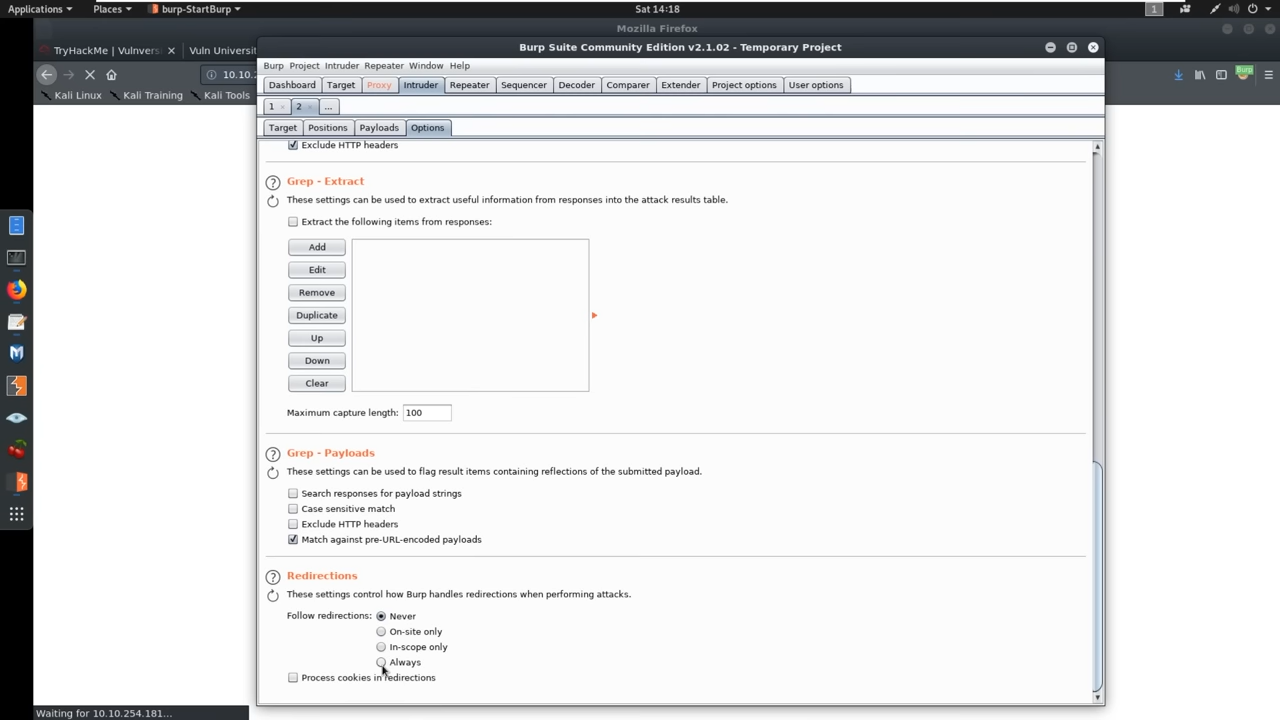 Applications Places burp-StartBurp Sat 14:18 1
Mozilla Firefox
TryHackMe | Vulnvers Vuln Universit
Burp Suite Community Edition v2.1.02 - Temporary Project
Burp Project Intruder Repeater Window Help
10.10. Burp
Dashboard Target Proxy Intruder Repeater Sequencer Decoder Comparer Extender Project options User options
Kali Linux Kali Training Kali Tools
1 × 2 × ...
Target Positions Payloads Options
Exclude HTTP headers
? Grep - Extract
These settings can be used to extract useful information from responses into the attack results table.
Extract the following items from responses:
Add
Edit
Remove
Duplicate
Up
Down
Clear
Maximum capture length: 100
? Grep - Payloads
These settings can be used to flag result items containing reflections of the submitted payload.
Search responses for payload strings
Case sensitive match
Exclude HTTP headers
Match against pre-URL-encoded payloads
? Redirections
These settings control how Burp handles redirections when performing attacks.
Follow redirections: Never
On-site only
In-scope only
Always
Process cookies in redirections
Waiting for 10.10.254.181...